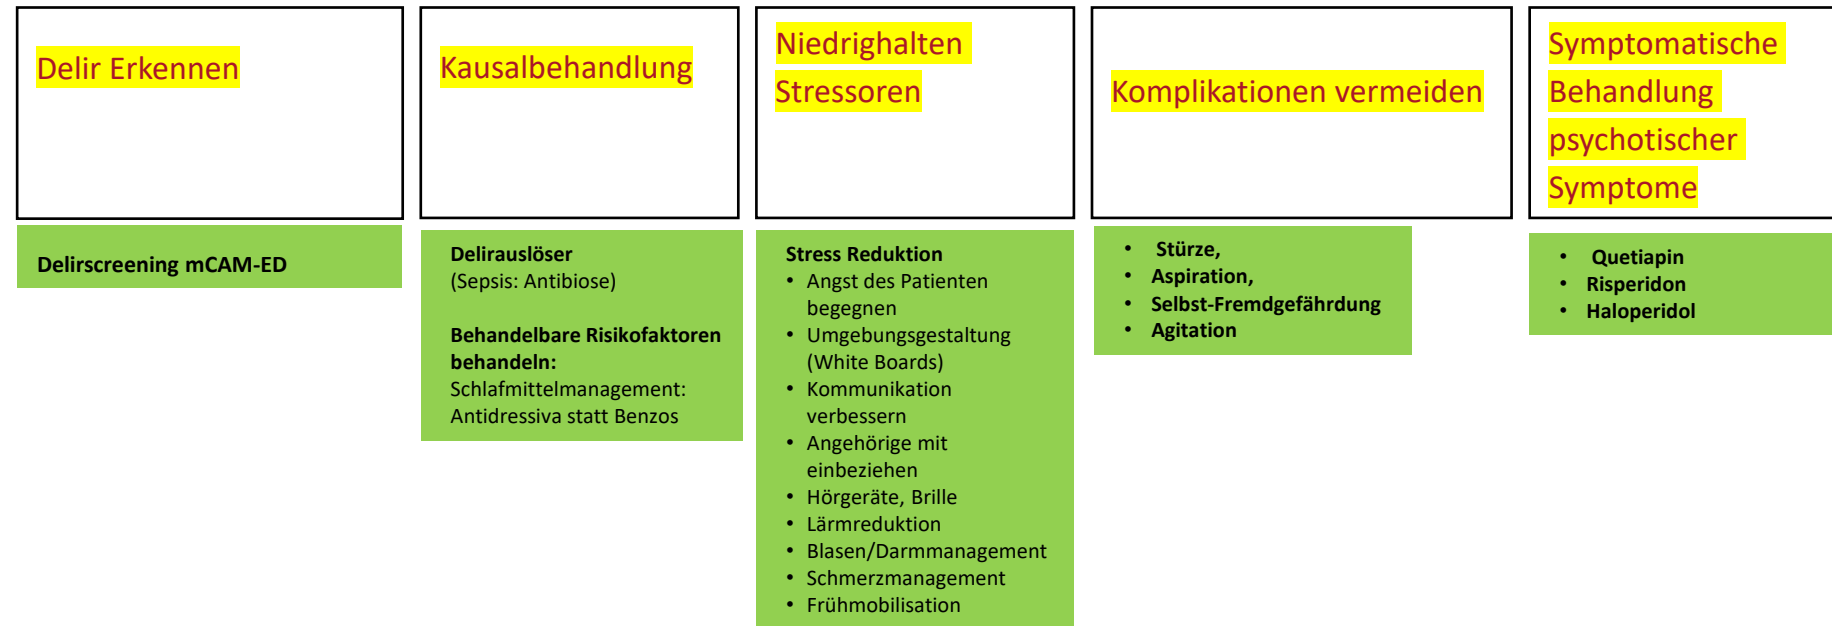 Delir Erkennen
Delirscreening mCAM-ED
Kausalbehandlung
Delirauslöser
(Sepsis: Antibiose)
Behandelbare Risikofaktoren
behandeln:
Schlafmittelmanagement:
Antidressiva statt Benzos
Niedrighalten
Stressoren
Stress Reduktion
• Angst des Patienten
begegnen
• Umgebungsgestaltung
(White Boards)
• Kommunikation
verbessern
• Angehörige mit
einbeziehen
• Hörgeräte, Brille
• Lärmreduktion
• Blasen/Darmmanagement
• Schmerzmanagement
• Frühmobilisation
Komplikationen vermeiden
• Stürze,
• Aspiration,
• Selbst-Fremdgefährdung
• Agitation
Symptomatische
Behandlung
psychotischer
Symptome
• Quetiapin
• Risperidon
• Haloperidol